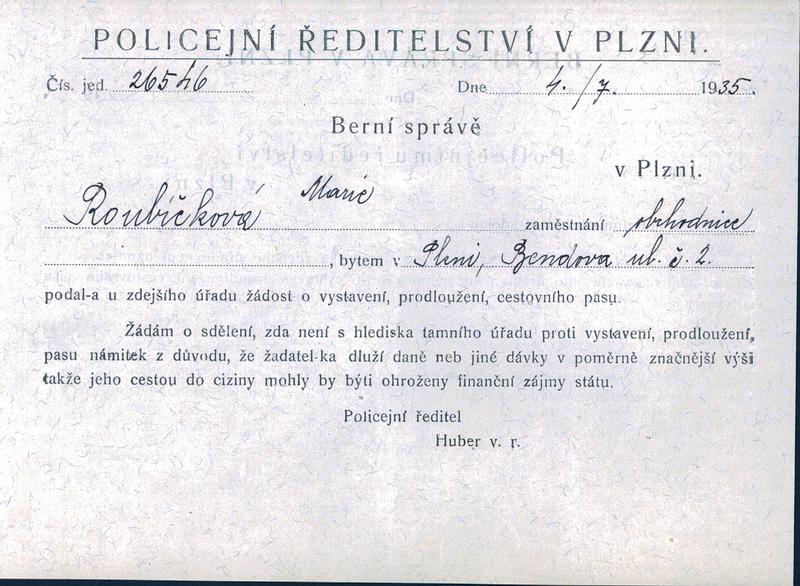 POLICEJNÍ ŘEDITELSTVÍ V PLZNI.
Čís. jed. 26546 Dne 4./7. 1935.
Berní správě
v Plzni.
Roubíčková Marie zaměstnání obchodnice
, bytem v Plzni, Bendova ul. č. 2.
podal-a u zdejšího úřadu žádost o vystavení, prodloužení, cestovního pasu.
Žádám o sdělení, zda není s hlediska tamního úřadu proti vystavení, prodloužení,
pasu námitek z důvodu, že žadatel-ka dluží daně neb jiné dávky v poměrně značnější výši
takže jeho cestou do ciziny mohly by býti ohroženy finanční zájmy státu.
Policejní ředitel
Huber v. r.